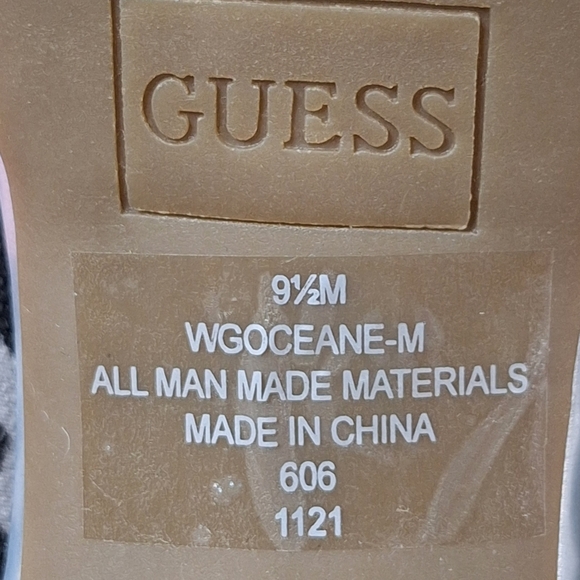 GUESS
9½M
WGOCEANE-M
ALL MAN MADE MATERIALS
MADE IN CHINA
606
1121